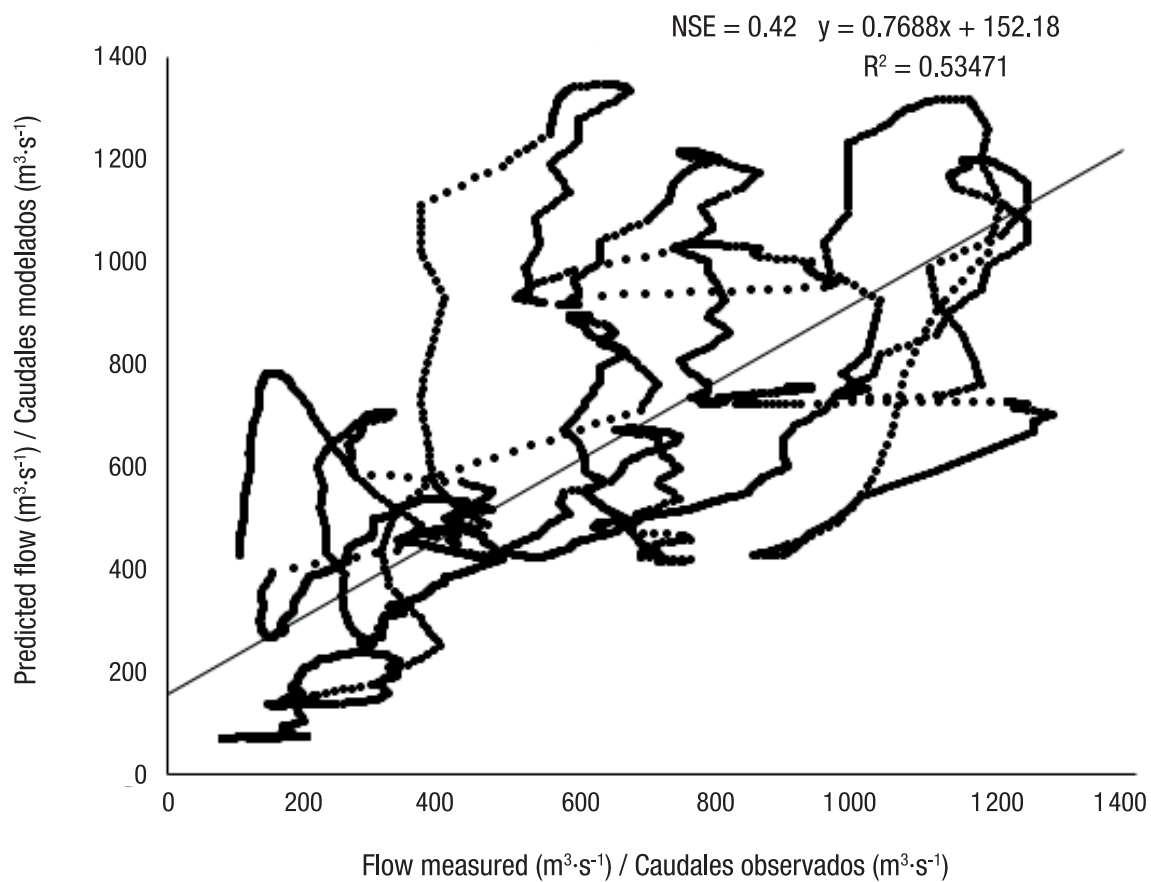 NSE = 0.42 y = 0.7688x + 152.18
R² = 0.53471
1400
1200
1000
800
600
400
200
0
Predicted flow (m³·s⁻¹) / Caudales modelados (m³·s⁻¹)
0 200 400 600 800 1000 1200 1400
Flow measured (m³·s⁻¹) / Caudales observados (m³·s⁻¹)